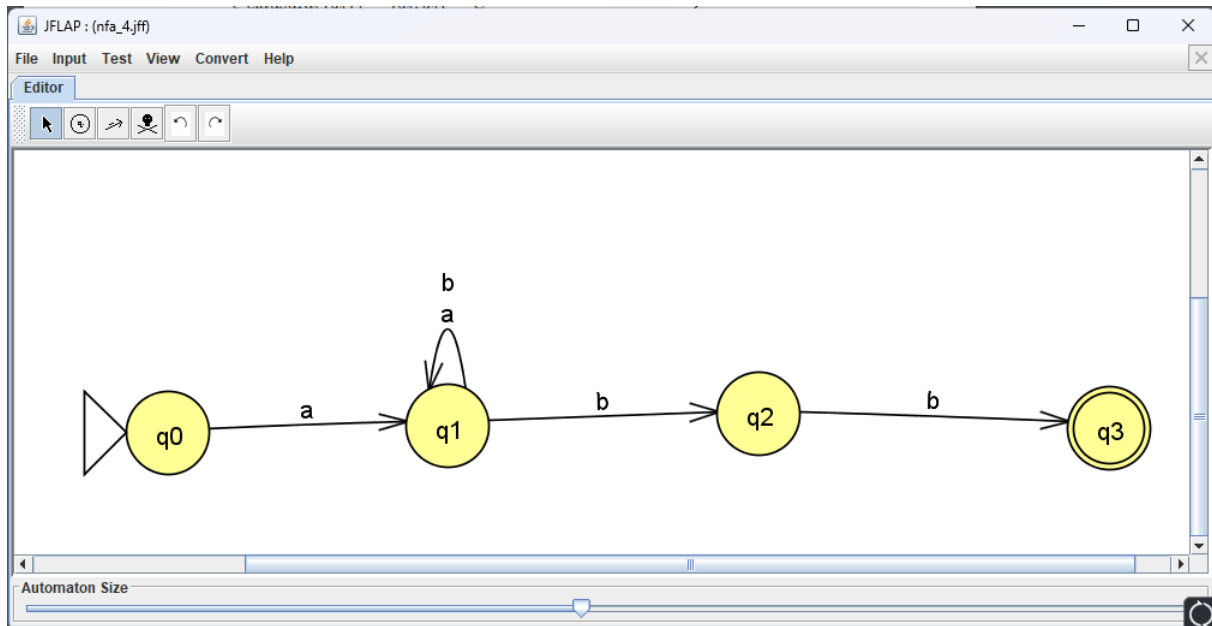 JFLAP : (nfa_4.jff)
File Input Test View Convert Help
Editor
b
a
q0
a
q1
b
q2
b
q3
Automaton Size